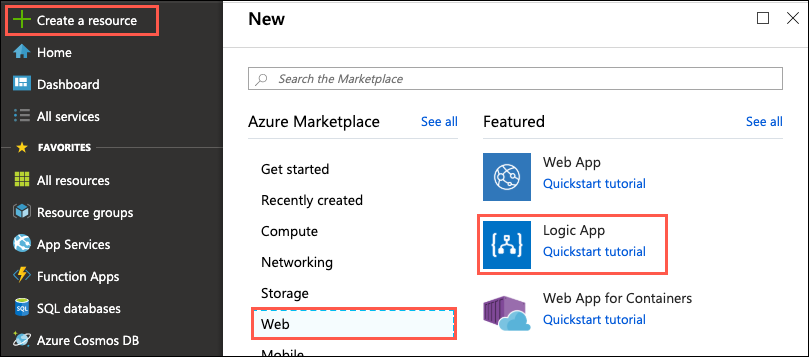 Create a resource
Home
Dashboard
All services
FAVORITES
All resources
Resource groups
App Services
Function Apps
SQL databases
Azure Cosmos DB
New
Search the Marketplace
Azure Marketplace See all
Get started
Recently created
Compute
Networking
Storage
Web
Mobile
Featured See all
Web App
Quickstart tutorial
Logic App
Quickstart tutorial
Web App for Containers
Quickstart tutorial